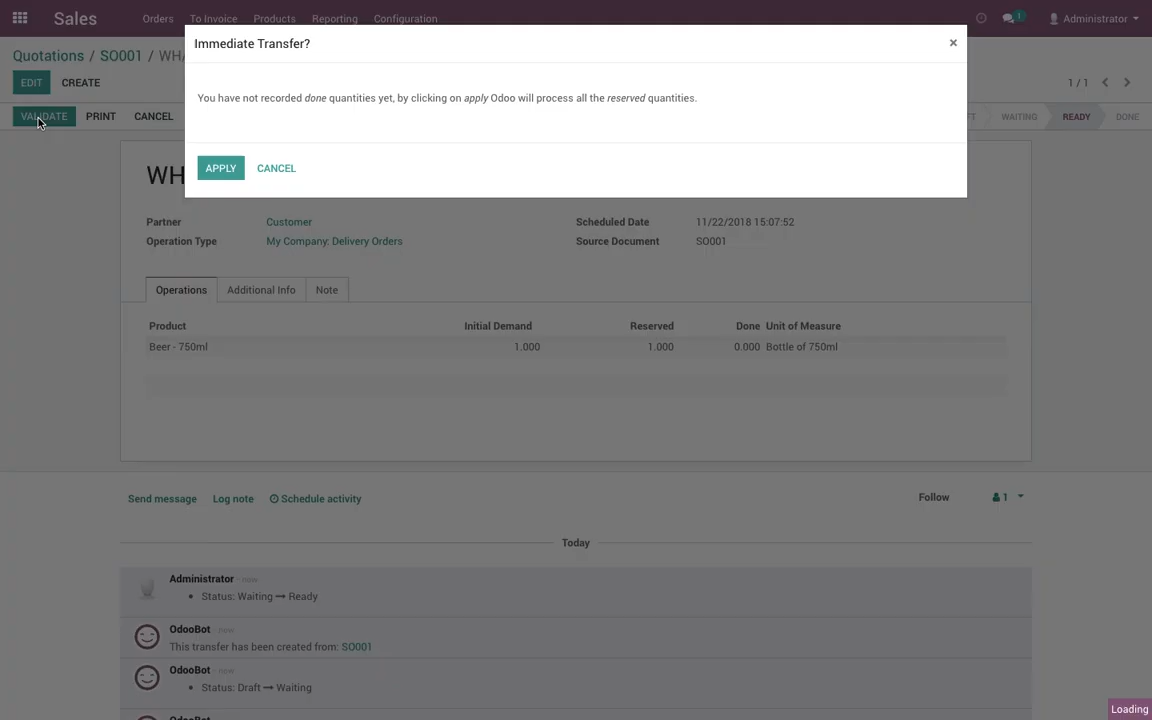 Sales Orders To Invoice Products Reporting Configuration 1 Administrator
Immediate Transfer? ×
Quotations / SO001 / WH/
EDIT CREATE 1 / 1
You have not recorded done quantities yet, by clicking on apply Odoo will process all the reserved quantities.
VALIDATE PRINT CANCEL FT WAITING READY DONE
APPLY CANCEL
WH
Partner Customer Scheduled Date 11/22/2018 15:07:52
Operation Type My Company: Delivery Orders Source Document SO001
Operations Additional Info Note
Product Initial Demand Reserved Done Unit of Measure
Beer - 750ml 1.000 1.000 0.000 Bottle of 750ml
Send message Log note Schedule activity Follow 1
Today
Administrator - now
• Status: Waiting → Ready
OdooBot - now
This transfer has been created from: SO001
OdooBot - now
• Status: Draft → Waiting
Loading